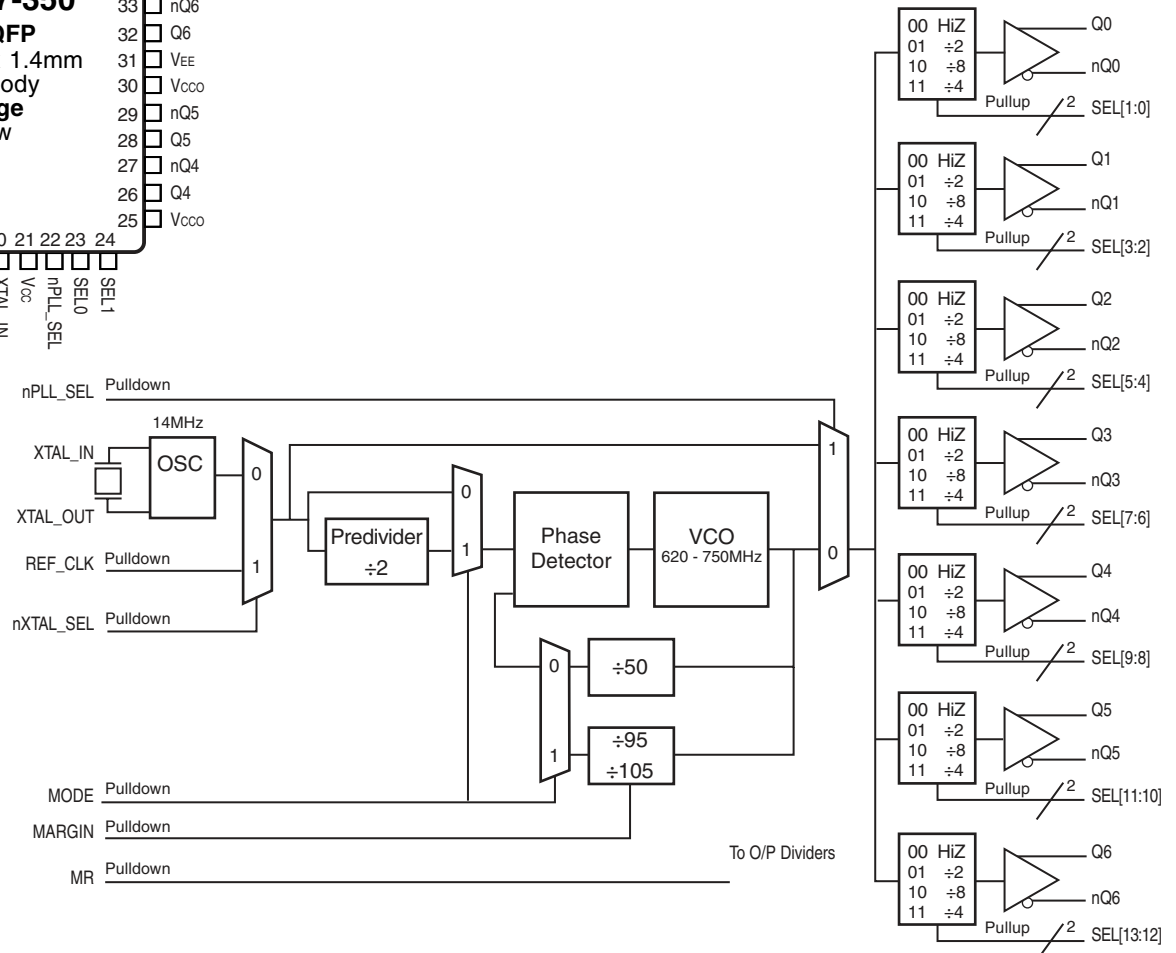 33 nQ6
32 Q6
31 VEE
30 VCCO
29 nQ5
28 Q5
27 nQ4
26 Q4
25 VCCO
1.4mm
21 22 23 24
VCC
nPLL_SEL
SEL0
SEL1
nPLL_SEL Pulldown
14MHz
XTAL_IN
OSC
XTAL_OUT
0
REF_CLK Pulldown
1
nXTAL_SEL Pulldown
Predivider
÷2
0
1
Phase
Detector
VCO
620 - 750MHz
1
0
0
÷50
1
÷95
÷105
MODE Pulldown
MARGIN Pulldown
MR Pulldown
To O/P Dividers
00 HiZ
01 ÷2
10 ÷8
11 ÷4
Q0
nQ0
Pullup 2 SEL[1:0]
00 HiZ
01 ÷2
10 ÷8
11 ÷4
Q1
nQ1
Pullup 2 SEL[3:2]
00 HiZ
01 ÷2
10 ÷8
11 ÷4
Q2
nQ2
Pullup 2 SEL[5:4]
00 HiZ
01 ÷2
10 ÷8
11 ÷4
Q3
nQ3
Pullup 2 SEL[7:6]
00 HiZ
01 ÷2
10 ÷8
11 ÷4
Q4
nQ4
Pullup 2 SEL[9:8]
00 HiZ
01 ÷2
10 ÷8
11 ÷4
Q5
nQ5
Pullup 2 SEL[11:10]
00 HiZ
01 ÷2
10 ÷8
11 ÷4
Q6
nQ6
Pullup 2 SEL[13:12]